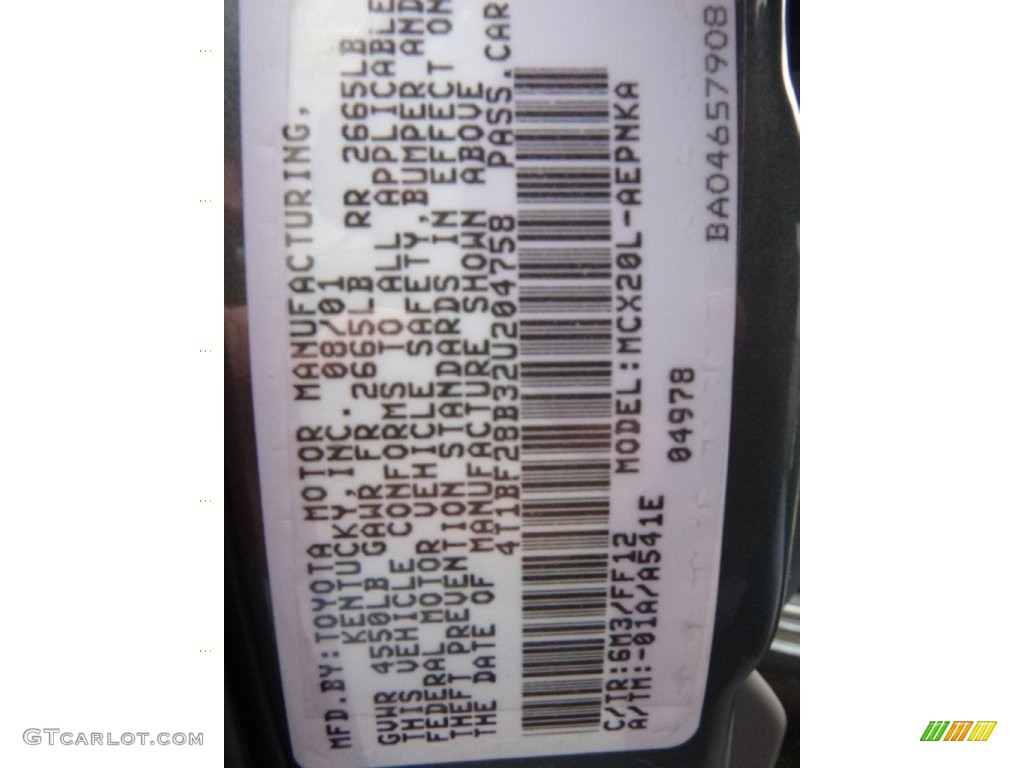 MFD.BY:TOYOTA MOTOR MANUFACTURING,
KENTUCKY,INC. 08/01
GVWR 4550LB GAWR FR 2665LB RR 2665LB
THIS VEHICLE CONFORMS TO ALL APPLICABLE
FEDERAL MOTOR VEHICLE SAFETY,BUMPER AND
THEFT PREVENTION STANDARDS IN EFFECT ON
THE DATE OF MANUFACTURE SHOWN ABOVE
4T1BF28B32U204758 PASS.CAR
C/TR:6M3/FF12 MODEL:MCX20L-AEPNKA
A/TM:-01A/A541E
04978
BA04657908
GTCARLOT.COM